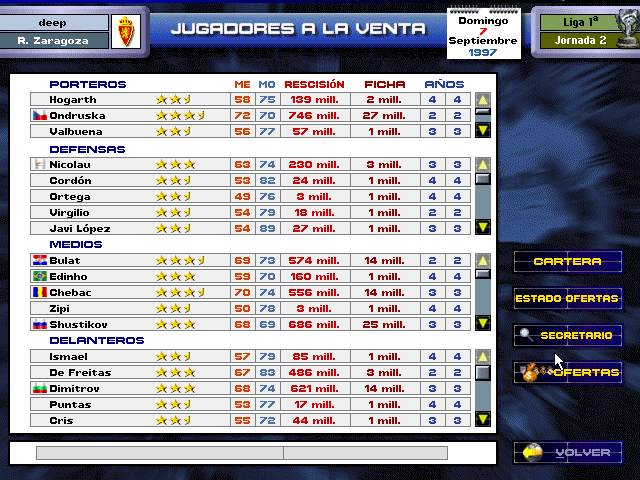 deep
R. Zaragoza
JUGADORES A LA VENTA
Domingo
7
Septiembre
1997
Liga 1ª
Jornada 2
PORTEROS ME MO RESCISIÓN FICHA AÑOS
Hogarth 58 75 139 mill. 2 mill. 4 4
Ondruska 72 70 746 mill. 27 mill. 2 2
Valbuena 56 77 57 mill. 1 mill. 3 3
DEFENSAS
Nicolau 63 74 230 mill. 3 mill. 3 3
Cordón 53 82 24 mill. 1 mill. 4 4
Ortega 49 76 3 mill. 1 mill. 3 3
Virgilio 54 79 18 mill. 1 mill. 2 2
Javi López 54 89 27 mill. 1 mill. 3 3
MEDIOS
Bulat 69 73 574 mill. 14 mill. 2 2
Edinho 59 70 160 mill. 1 mill. 4 4
Chebac 70 74 556 mill. 14 mill. 3 3
Zipi 50 78 3 mill. 1 mill. 3 3
Shustikov 68 69 686 mill. 25 mill. 3 3
DELANTEROS
Ismael 57 79 85 mill. 1 mill. 4 4
De Freitas 67 83 486 mill. 3 mill. 2 2
Dimitrov 68 74 621 mill. 14 mill. 3 3
Puntas 53 77 17 mill. 1 mill. 4 4
Cris 55 72 44 mill. 1 mill. 3 3
CARTERA
ESTADO OFERTAS
SECRETARIO
OFERTAS
VOLVER